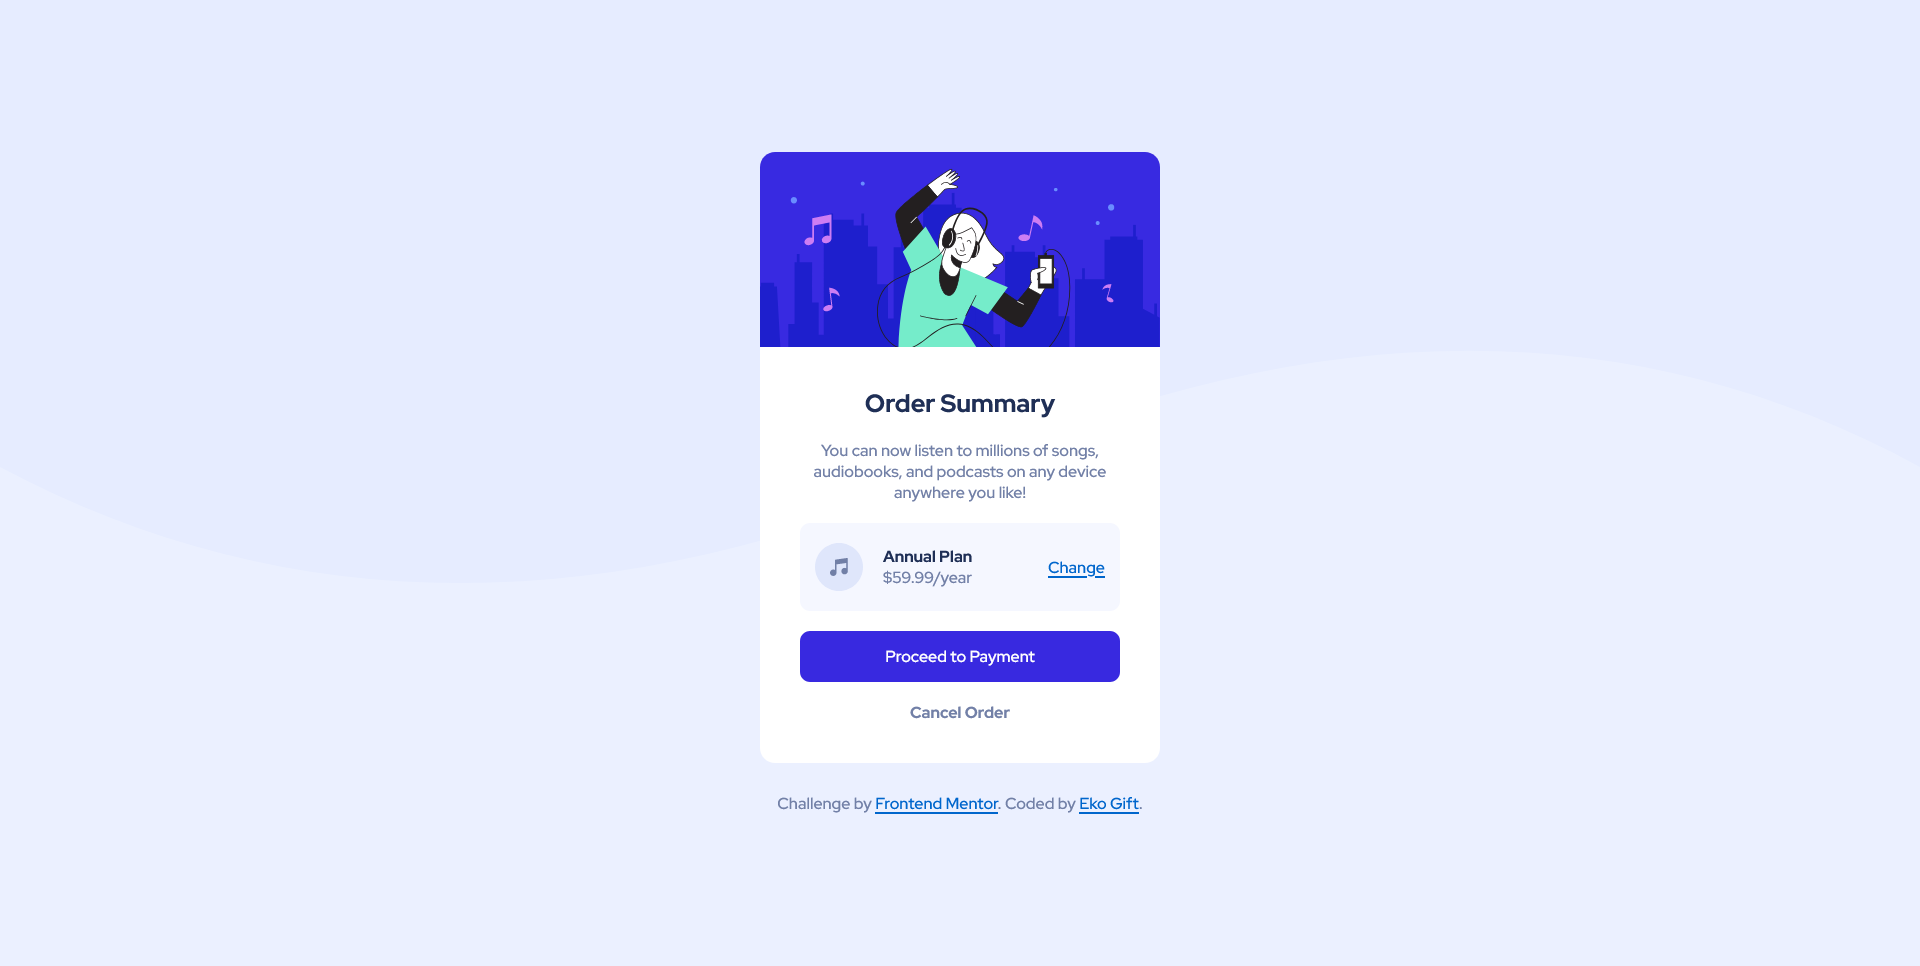 Order Summary
You can now listen to millions of songs,
audiobooks, and podcasts on any device
anywhere you like!
Annual Plan
$59.99/year
Change
Proceed to Payment
Cancel Order
Challenge by Frontend Mentor. Coded by Eko Gift.